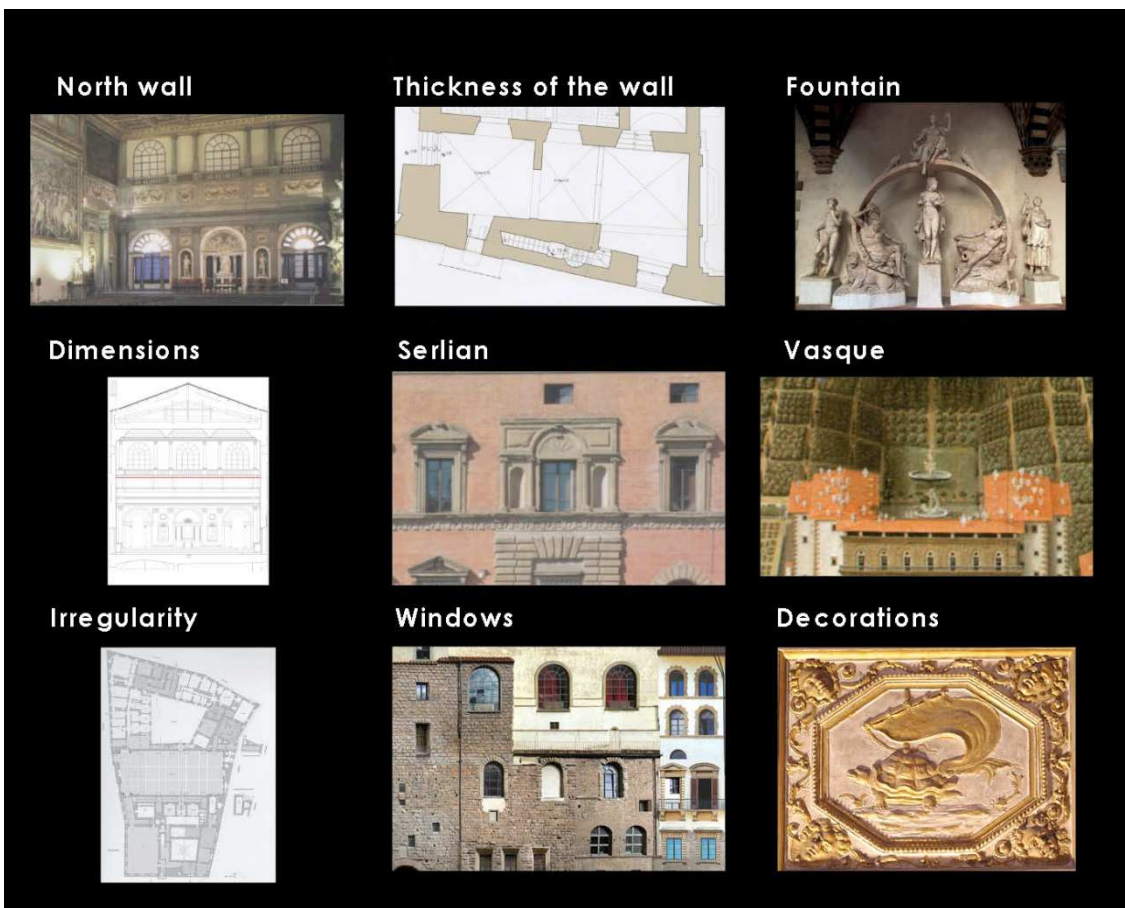 North wall
Thickness of the wall
Fountain
Dimensions
Serlian
Vasque
Irregularity
Windows
Decorations